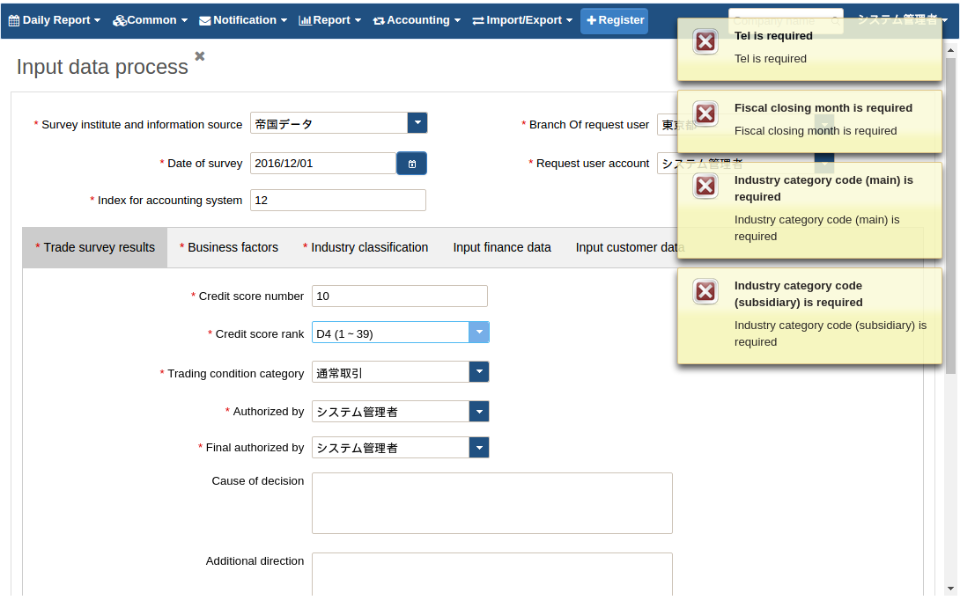 Daily Report Common Notification Report Accounting Import/Export Register システム管理者
Input data process
* Survey institute and information source 帝国データ
* Branch Of request user
* Date of survey 2016/12/01
* Request user account システム管理者
* Index for accounting system 12
* Trade survey results * Business factors * Industry classification Input finance data Input customer data
* Credit score number 10
* Credit score rank D4 (1 ~ 39)
* Trading condition category 通常取引
* Authorized by システム管理者
* Final authorized by システム管理者
Cause of decision
Additional direction
Tel is required
Tel is required
Fiscal closing month is required
Fiscal closing month is required
Industry category code (main) is
required
Industry category code (main) is
required
Industry category code
(subsidiary) is required
Industry category code (subsidiary) is
required